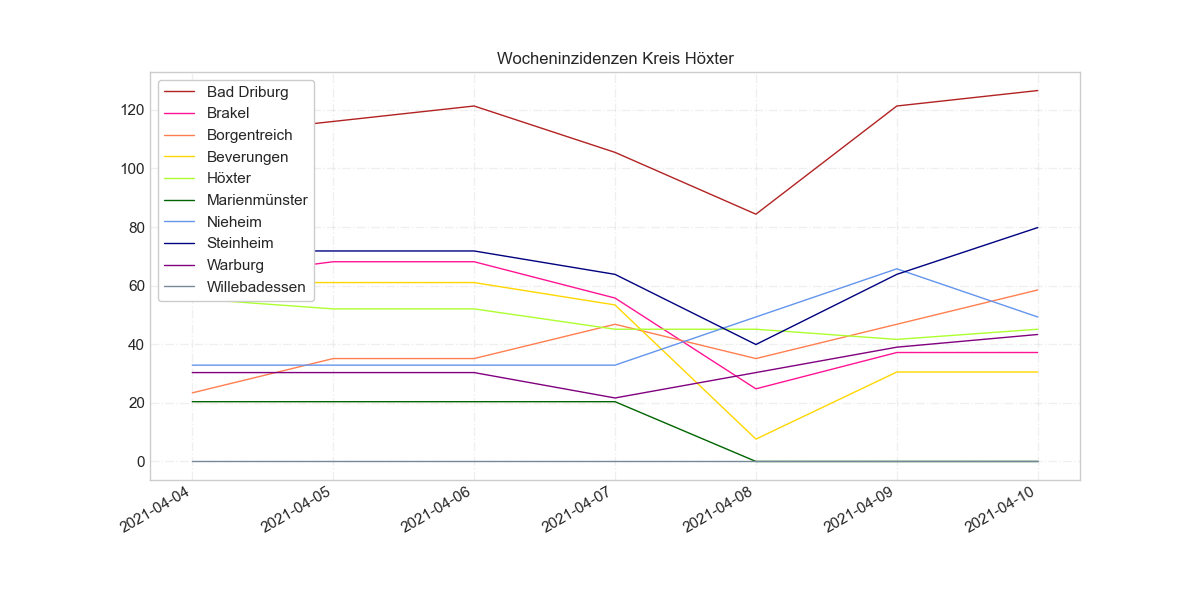 Wocheninzidenzen Kreis Höxter
Bad Driburg
Brakel
Borgentreich
Beverungen
Höxter
Marienmünster
Nieheim
Steinheim
Warburg
Willebadessen
120
100
80
60
40
20
0
2021-04-04
2021-04-05
2021-04-06
2021-04-07
2021-04-08
2021-04-09
2021-04-10